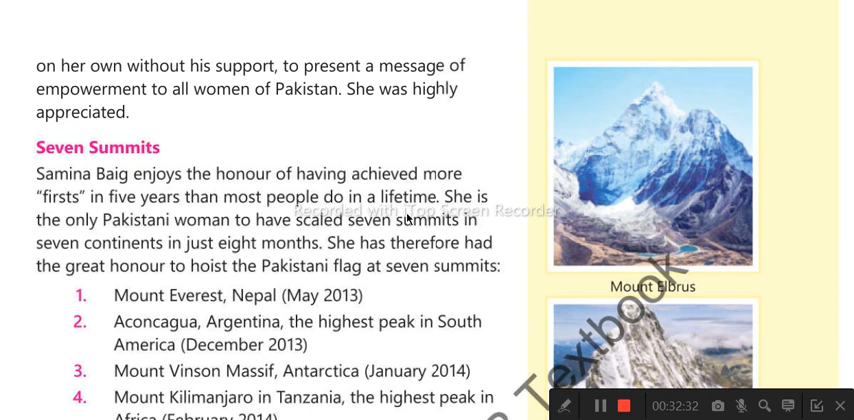 on her own without his support, to present a message of
empowerment to all women of Pakistan. She was highly
appreciated.
Seven Summits
Samina Baig enjoys the honour of having achieved more
“firsts” in five years than most people do in a lifetime. She is
the only Pakistani woman to have scaled seven summits in
seven continents in just eight months. She has therefore had
the great honour to hoist the Pakistani flag at seven summits:
1. Mount Everest, Nepal (May 2013)
2. Aconcagua, Argentina, the highest peak in South
America (December 2013)
3. Mount Vinson Massif, Antarctica (January 2014)
4. Mount Kilimanjaro in Tanzania, the highest peak in
Africa (February 2014)
Recorded with iTop Screen Recorder
Mount Elbrus
Textbook
00:32:32